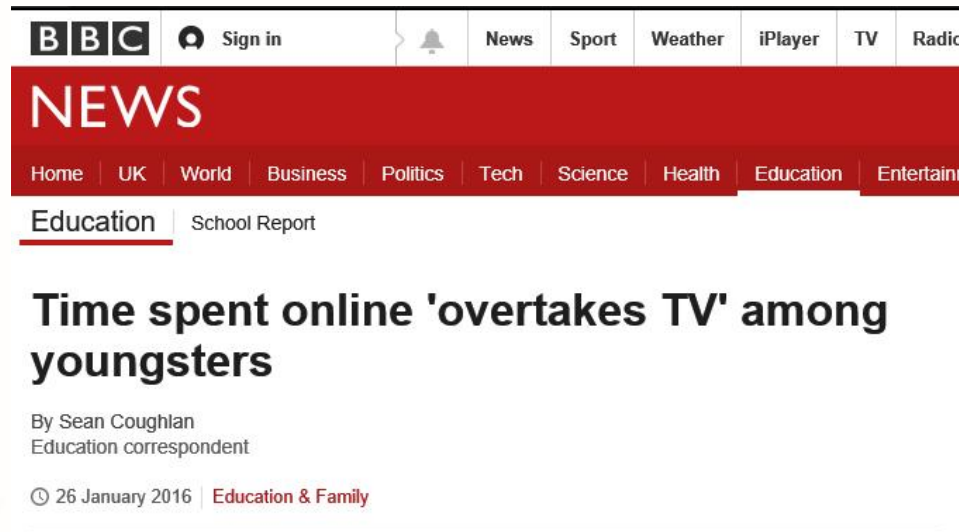 BBC Sign in News Sport Weather iPlayer TV Radio
NEWS
Home UK World Business Politics Tech Science Health Education Entertainm
Education School Report
Time spent online 'overtakes TV' among
youngsters
By Sean Coughlan
Education correspondent
26 January 2016 Education & Family